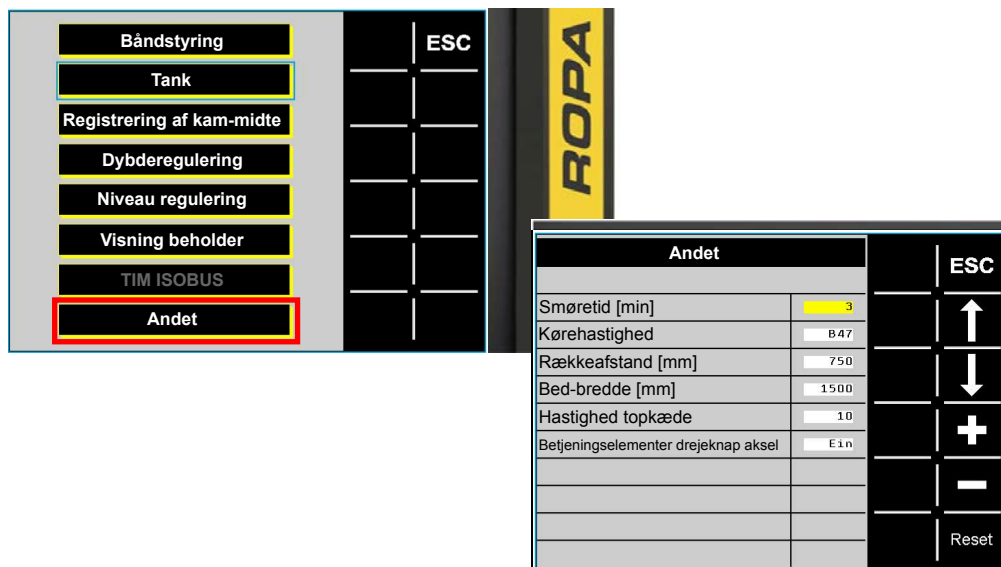 Båndstyring
ESC
Tank
Registrering af kam-midte
Dybderegulering
Niveau regulering
Visning beholder
TIM ISOBUS
Andet
ROPA
Andet
ESC
Smøretid [min] 3
Kørehastighed B47
Rækkeafstand [mm] 750
Bed-bredde [mm] 1500
Hastighed topkæde 10
Betjeningselementer drejeknap aksel Ein
Reset